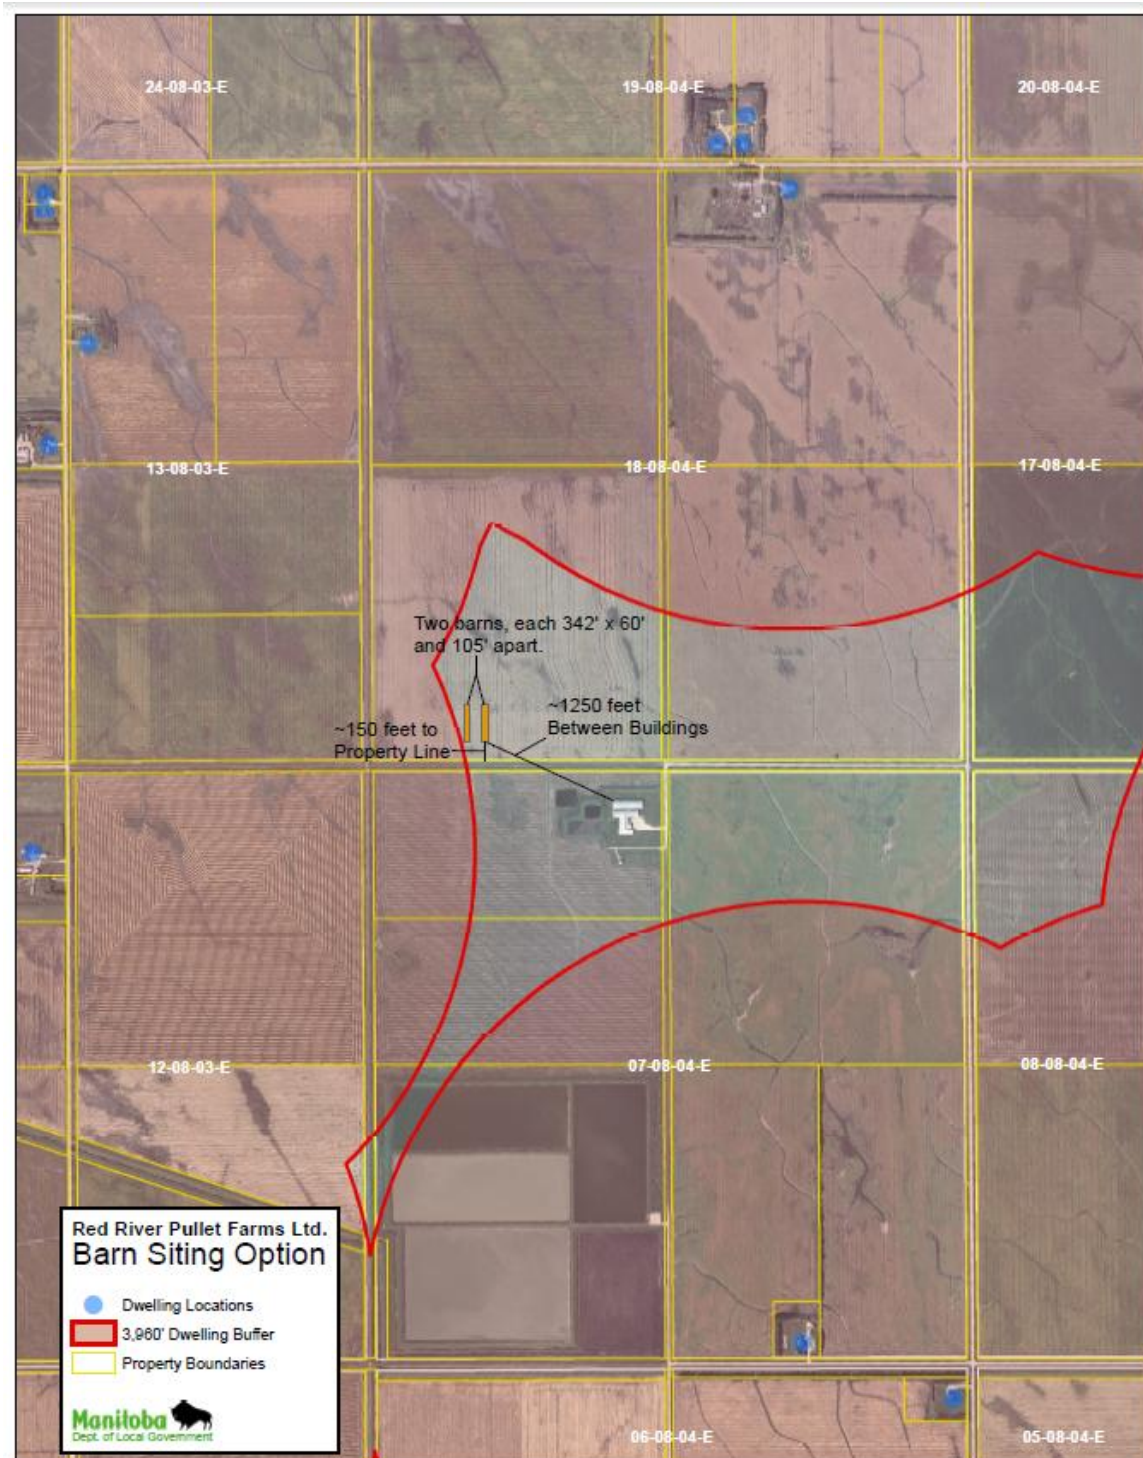 24-08-03-E
19-08-04-E
20-08-04-E
13-08-03-E
18-08-04-E
17-08-04-E
Two barns, each 342' x 60'
and 105' apart.
~150 feet to
Property Line
~1250 feet
Between Buildings
12-08-03-E
07-08-04-E
08-08-04-E
Red River Pullet Farms Ltd.
Barn Siting Option
Dwelling Locations
3,960' Dwelling Buffer
Property Boundaries
Manitoba
Dept. of Local Government
06-08-04-E
05-08-04-E